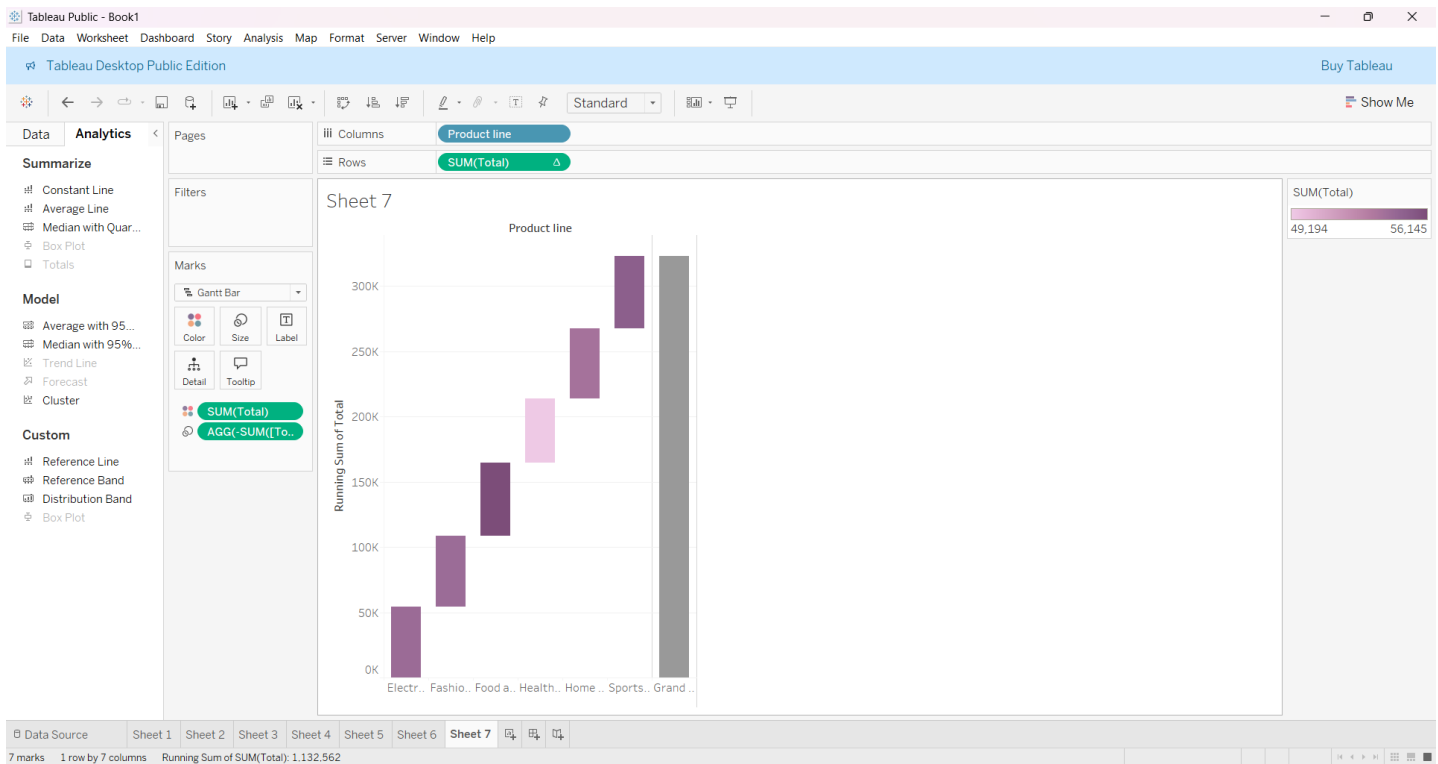 Tableau Public - Book1
File Data Worksheet Dashboard Story Analysis Map Format Server Window Help
Tableau Desktop Public Edition
Buy Tableau
Standard
Show Me
Data
Analytics
Summarize
Constant Line
Average Line
Median with Quar...
Box Plot
Totals
Model
Average with 95...
Median with 95%...
Trend Line
Forecast
Cluster
Custom
Reference Line
Reference Band
Distribution Band
Box Plot
Pages
Filters
Marks
Gantt Bar
Color
Size
T
Label
Detail
Tooltip
SUM(Total)
AGG(-SUM([To..
Columns
Product line
Rows
SUM(Total) Δ
Sheet 7
Product line
Running Sum of Total
300K
250K
200K
150K
100K
50K
0K
Electr.. Fashio.. Food a.. Health.. Home .. Sports.. Grand ..
SUM(Total)
49,194 56,145
Data Source
Sheet 1
Sheet 2
Sheet 3
Sheet 4
Sheet 5
Sheet 6
Sheet 7
7 marks 1 row by 7 columns Running Sum of SUM(Total): 1,132,562